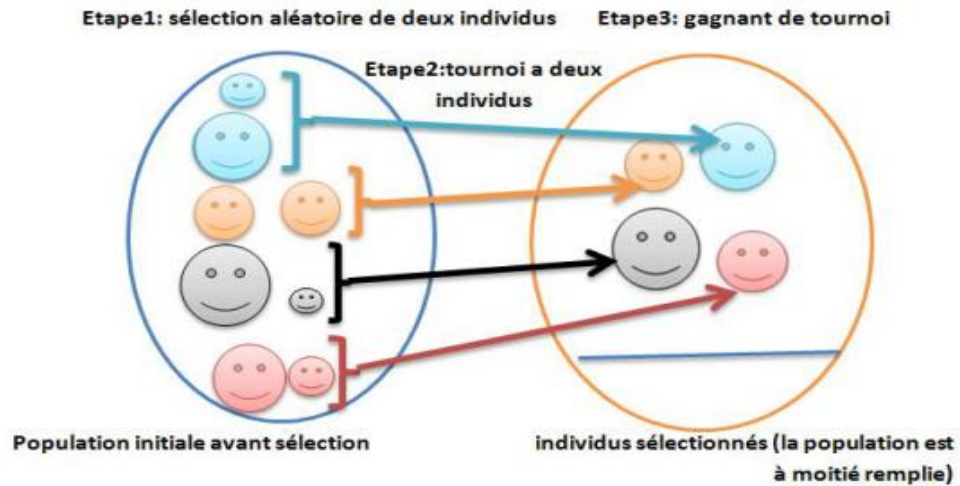 Etape1: sélection aléatoire de deux individus
Etape3: gagnant de tournoi
Etape2:tournoi a deux
individus
Population initiale avant sélection
individus sélectionnés (la population est
à moitié remplie)